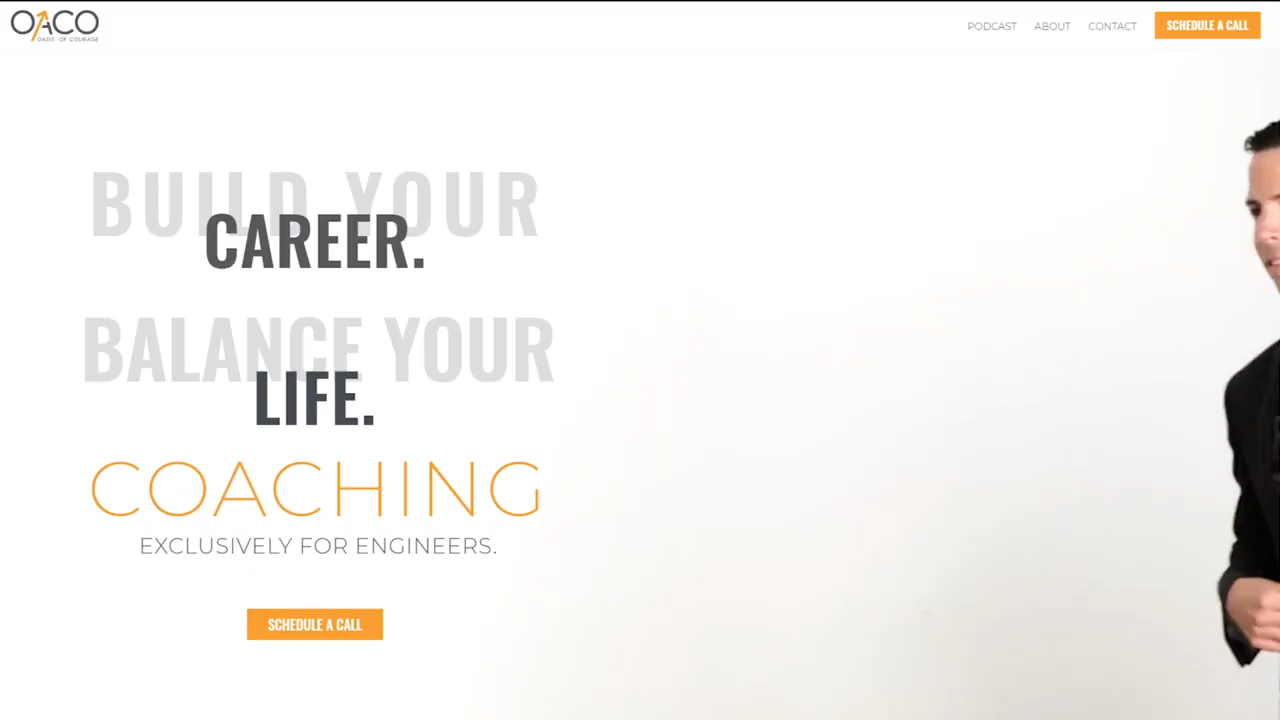 OACO
OASIS OF COURAGE
PODCAST
ABOUT
CONTACT
SCHEDULE A CALL
BUILD YOUR
CAREER.
BALANCE YOUR
LIFE.
COACHING
EXCLUSIVELY FOR ENGINEERS.
SCHEDULE A CALL